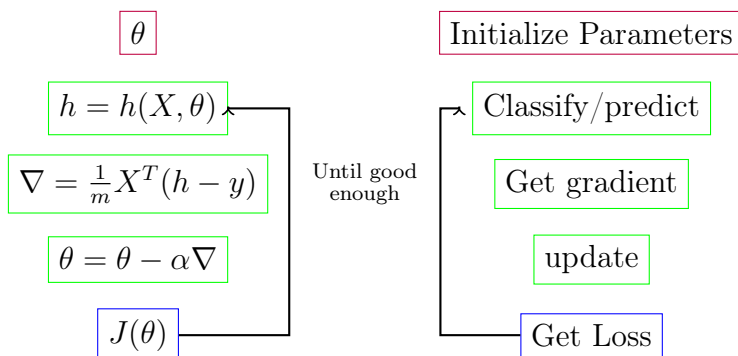 θ
Initialize Parameters
h = h(X, θ)
Classify/predict
∇ = 1/m X^T(h − y)
Until good
enough
Get gradient
θ = θ − α∇
update
J(θ)
Get Loss